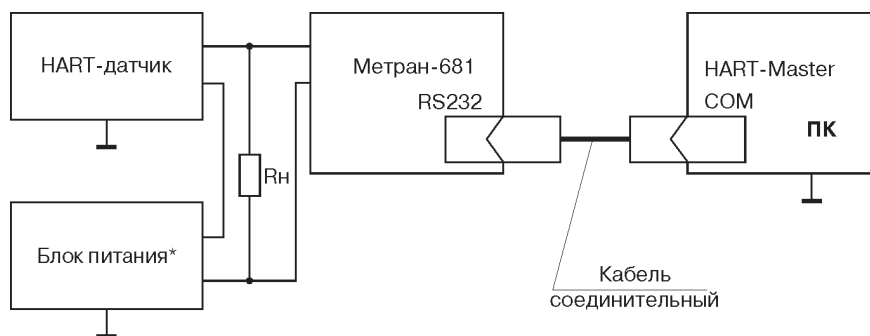 HART-датчик
Метран-681
RS232
HART-Master
COM
ПК
Rн
Блок питания*
Кабель
соединительный